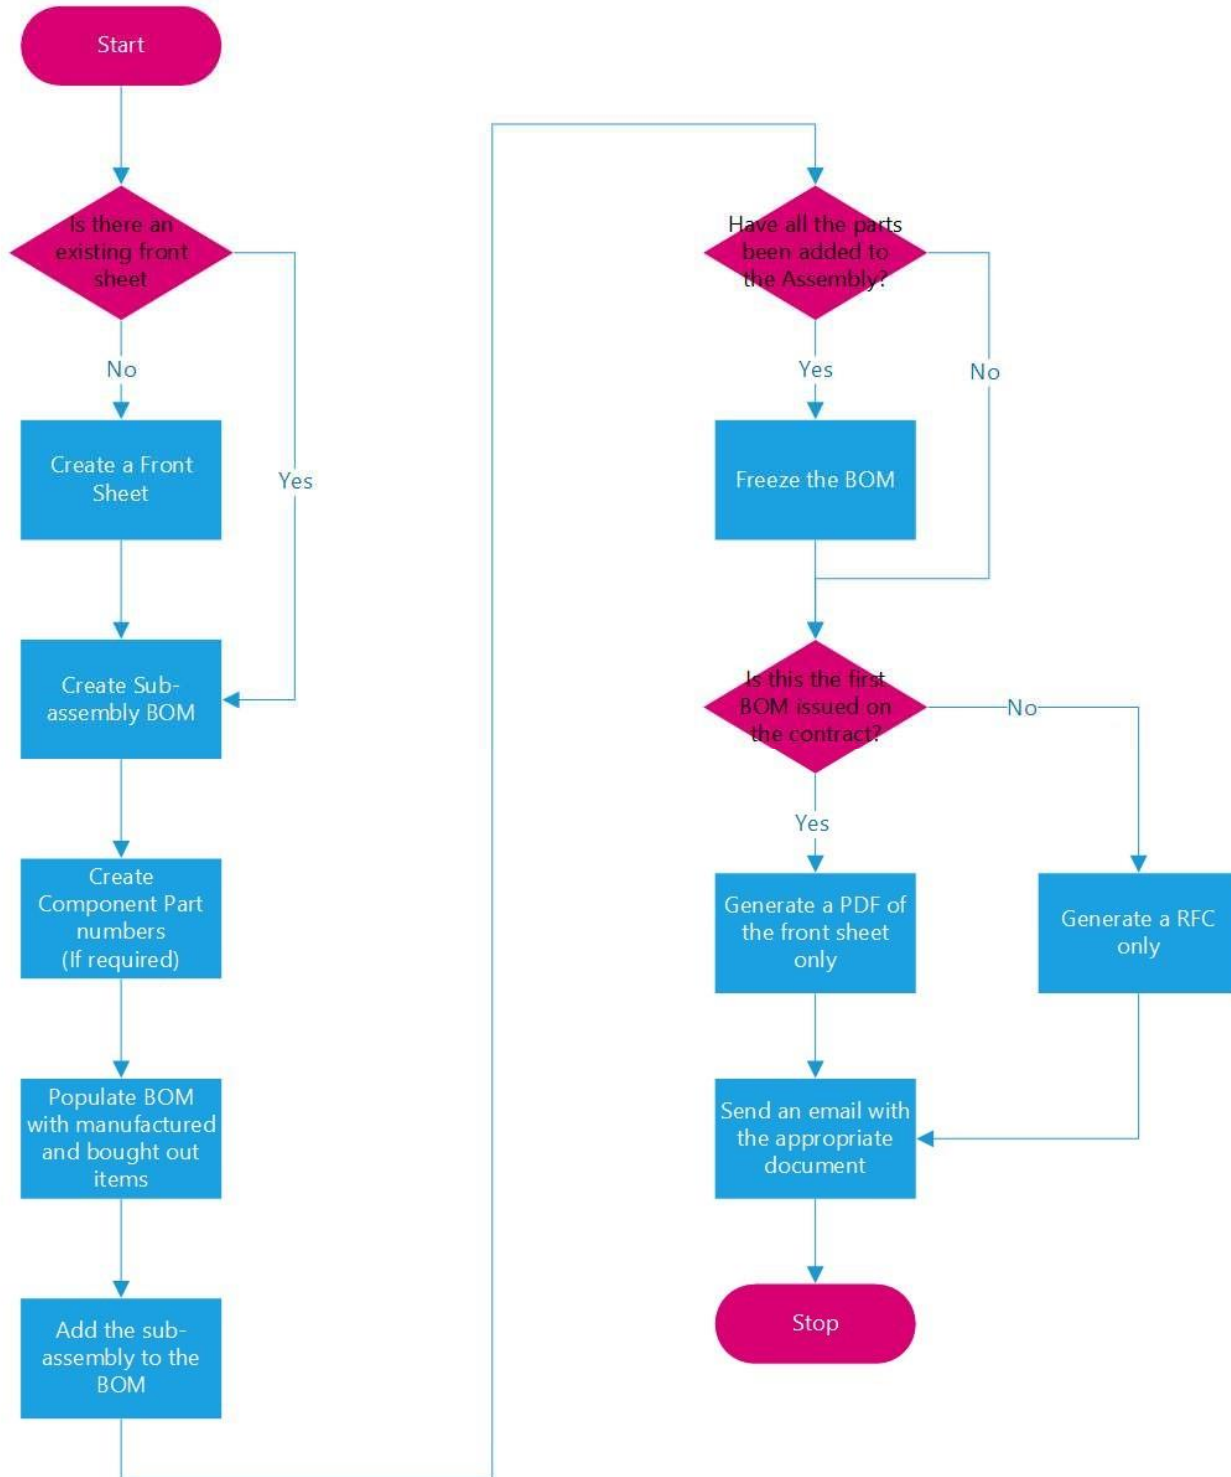 Start
Is there an
existing front
sheet
No
Yes
Create a Front
Sheet
Create Sub-
assembly BOM
Create
Component Part
numbers
(If required)
Populate BOM
with manufactured
and bought out
items
Add the sub-
assembly to the
BOM
Have all the parts
been added to
the Assembly?
Yes
No
Freeze the BOM
Is this the first
BOM issued on
the contract?
No
Yes
Generate a PDF of
the front sheet
only
Generate a RFC
only
Send an email with
the appropriate
document
Stop